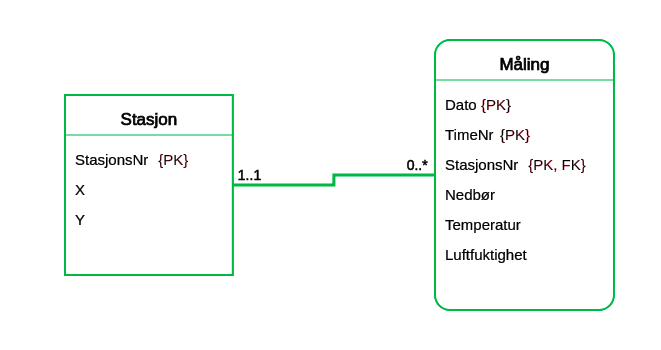 Stasjon
StasjonsNr {PK}
X
Y
1..1
0..*
Måling
Dato {PK}
TimeNr {PK}
StasjonsNr {PK, FK}
Nedbør
Temperatur
Luftfuktighet